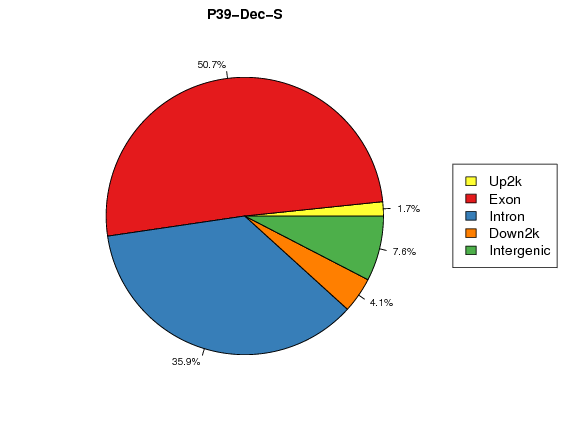 P39-Dec-S
50.7%
1.7%
7.6%
4.1%
35.9%
Up2k
Exon
Intron
Down2k
Intergenic